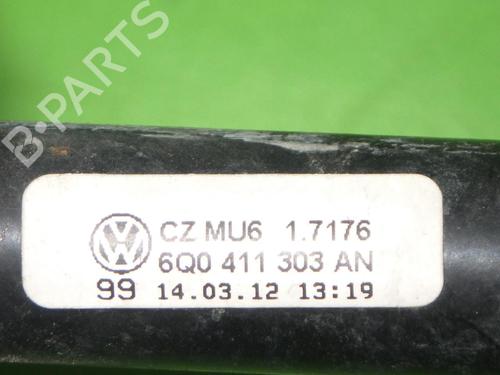 B-PARTS
CZ MU6 1.7176
6Q0 411 303 AN
99 14.03.12 13:19